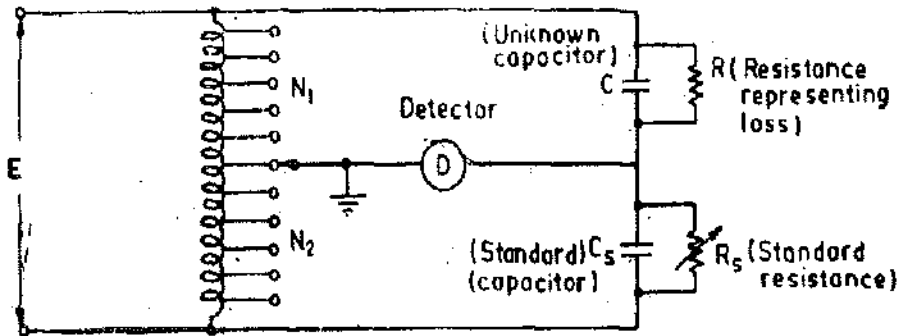 (Unknown
capacitor)
C
R (Resistance
representing
loss)
N1
Detector
E
D
N2
(Standard) Cs
(capacitor)
Rs (Standard
resistance)